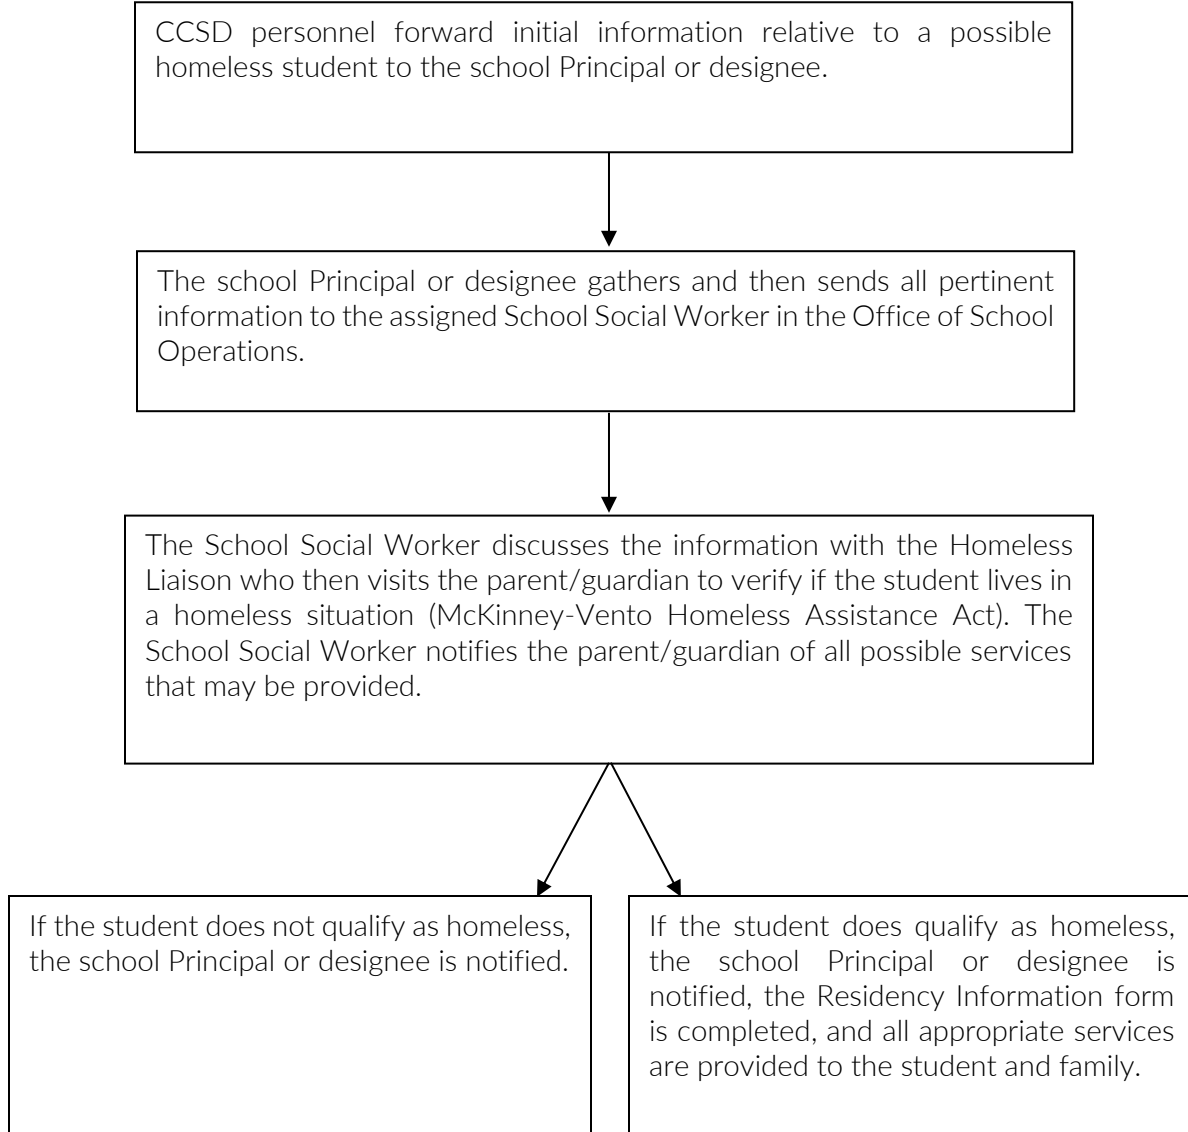 CCSD personnel forward initial information relative to a possible
homeless student to the school Principal or designee.
The school Principal or designee gathers and then sends all pertinent
information to the assigned School Social Worker in the Office of School
Operations.
The School Social Worker discusses the information with the Homeless
Liaison who then visits the parent/guardian to verify if the student lives in
a homeless situation (McKinney-Vento Homeless Assistance Act). The
School Social Worker notifies the parent/guardian of all possible services
that may be provided.
If the student does not qualify as homeless,
the school Principal or designee is notified.
If the student does qualify as homeless,
the school Principal or designee is
notified, the Residency Information form
is completed, and all appropriate services
are provided to the student and family.